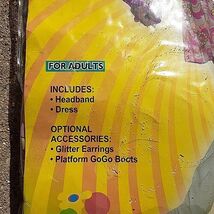 FOR ADULTS
INCLUDES:
• Headband
• Dress
OPTIONAL
ACCESSORIES:
• Glitter Earrings
• Platform GoGo Boots